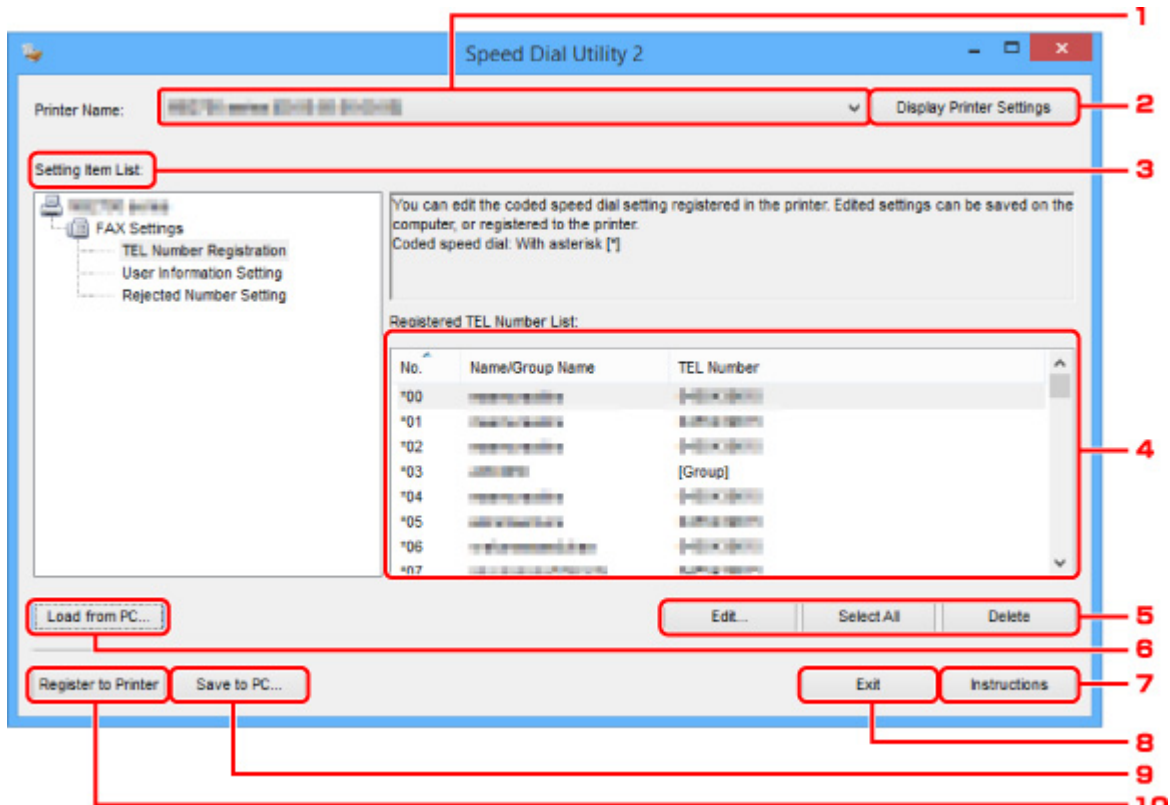 1
Speed Dial Utility 2
Printer Name:
Display Printer Settings
2
Setting Item List:
3
FAX Settings
TEL Number Registration
User Information Setting
Rejected Number Setting
You can edit the coded speed dial setting registered in the printer. Edited settings can be saved on the
computer, or registered to the printer.
Coded speed dial: With asterisk [*]
Registered TEL Number List:
No. Name/Group Name TEL Number
*00
*01
*02
*03 [Group]
*04
*05
*06
*07
4
Load from PC... Edit... Select All Delete
5
6
Register to Printer Save to PC... Exit Instructions
7
8
9
10